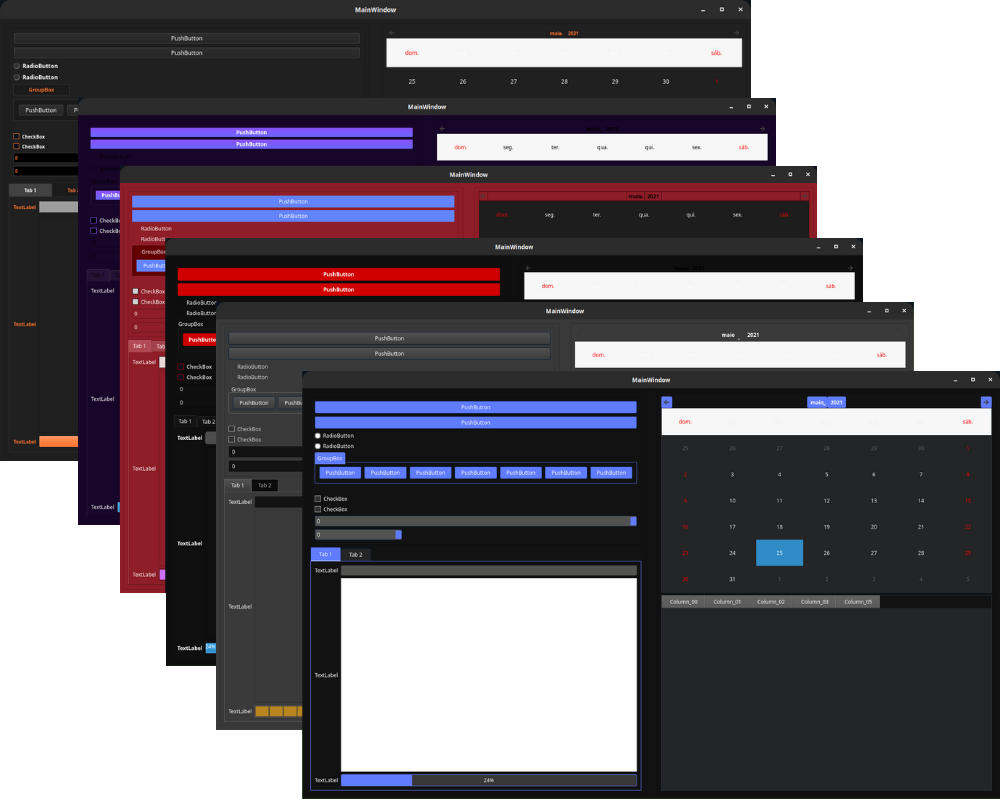 MainWindow
PushButton
PushButton
RadioButton
RadioButton
GroupBox
PushButton
CheckBox
CheckBox
0
0
Tab 1 Tab
TextLabel
TextLabel
TextLabel
maio, 2021
dom. sáb.
25 26 27 28 29 30
MainWindow
PushButton
PushButton
CheckBo
CheckBo
TextLabel
TextLabel
TextLabel
dom. seg. ter. qua. qui. sex. sáb.
MainWindow
PushButton
PushButton
RadioButton
RadioButton
GroupBox
PushButt
CheckBox
CheckBox
0
0
Tab 1 Tab
TextLabel
TextLabel
TextLabel
maio, 2021
dom. seg. ter. qua. qui. sex. sáb.
MainWindow
PushButton
PushButton
RadioButton
RadioButton
GroupBox
PushButto
CheckBox
CheckBox
0
0
Tab 1 Tab 2
TextLabel
TextLabel
TextLabel
dom. sáb.
MainWindow
PushButton
PushButton
RadioButton
RadioButton
GroupBox
PushButton PushBu
CheckBox
CheckBox
0
0
Tab 1 Tab 2
TextLabel
TextLabel
TextLabel
maio, 2021
dom. sáb.
MainWindow
PushButton
PushButton
RadioButton
RadioButton
GroupBox
PushButton PushButton PushButton PushButton PushButton PushButton PushButton
CheckBox
CheckBox
0
0
Tab 1 Tab 2
TextLabel
TextLabel
TextLabel 24%
maio, 2021
dom. sáb.
25 26 27 28 29 30 1
2 3 4 5 6 7 8
9 10 11 12 13 14 15
16 17 18 19 20 21 22
23 24 25 26 27 28 29
30 31 1 2 3 4 5
Column_00 Column_01 Column_02 Column_03 Column_05